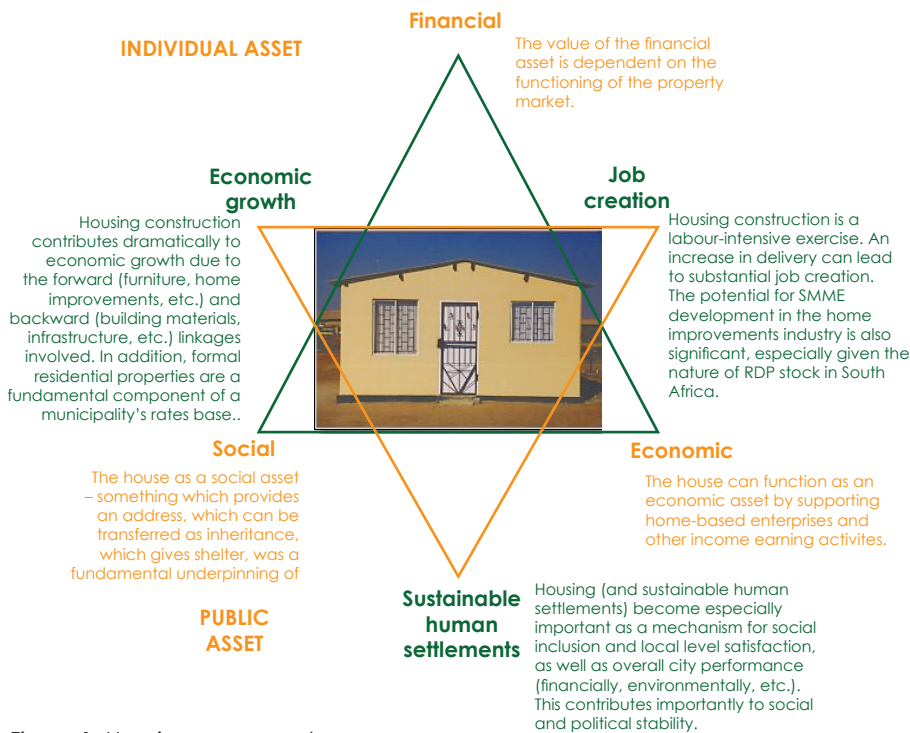 Financial
INDIVIDUAL ASSET
The value of the financial
asset is dependent on the
functioning of the property
market.
Economic
growth
Housing construction
contributes dramatically to
economic growth due to
the forward (furniture, home
improvements, etc.) and
backward (building materials,
infrastructure, etc.) linkages
involved. In addition, formal
residential properties are a
fundamental component of a
municipality's rates base..
Job
creation
Housing construction is a
labour-intensive exercise. An
increase in delivery can lead
to substantial job creation.
The potential for SMME
development in the home
improvements industry is also
significant, especially given the
nature of RDP stock in South
Africa.
Social
The house as a social asset
– something which provides
an address, which can be
transferred as inheritance,
which gives shelter, was a
fundamental underpinning of
Economic
The house can function as an
economic asset by supporting
home-based enterprises and
other income earning activites.
PUBLIC
ASSET
Sustainable
human
settlements
Housing (and sustainable human
settlements) become especially
important as a mechanism for social
inclusion and local level satisfaction,
as well as overall city performance
(financially, environmentally, etc.).
This contributes importantly to social
and political stability.